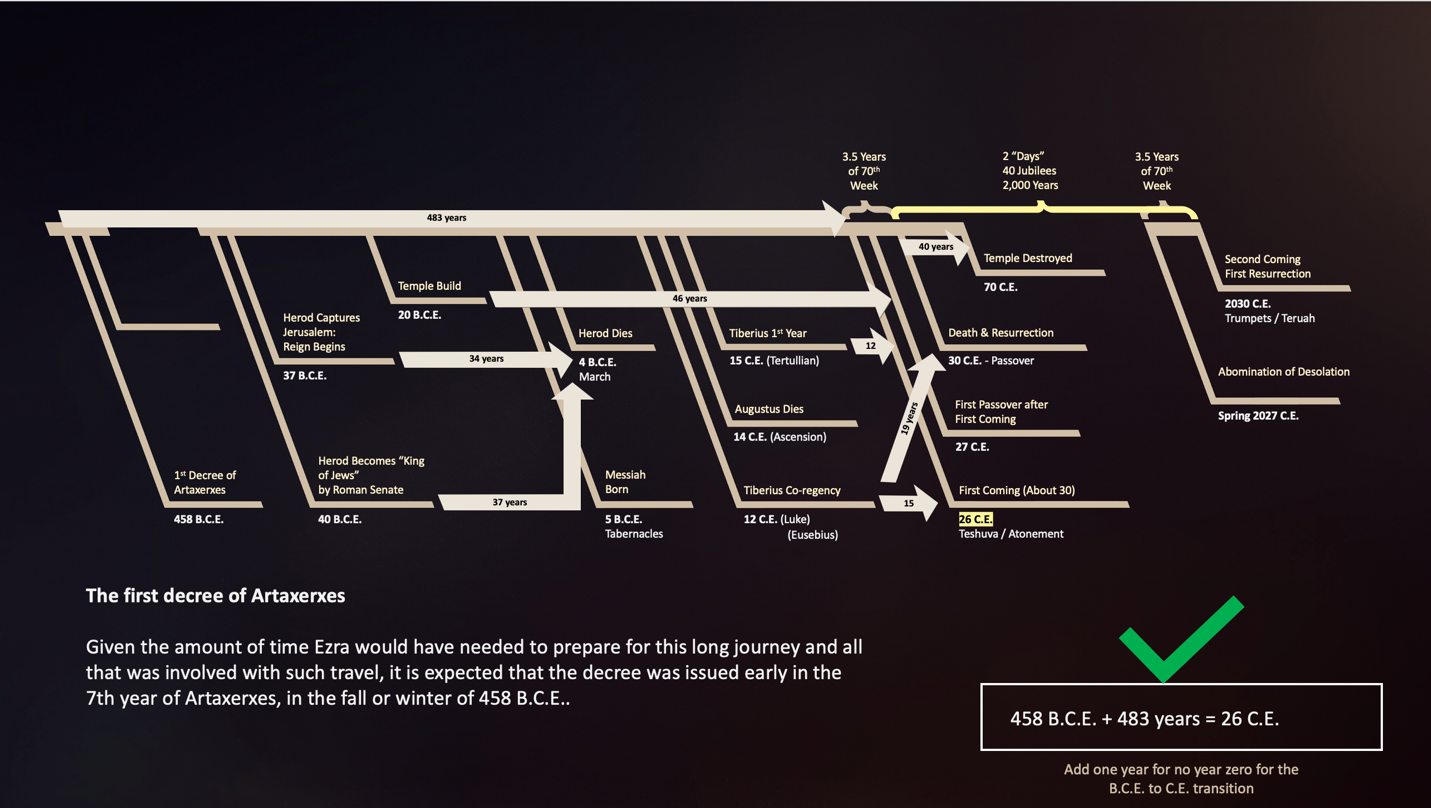 3.5 Years
of 70th
Week
2 “Days”
40 Jubilees
2,000 Years
3.5 Years
of 70th
Week
483 years
40 years
Temple Destroyed
70 C.E.
Second Coming
First Resurrection
2030 C.E.
Trumpets / Teruah
Temple Build
20 B.C.E.
46 years
Herod Captures
Jerusalem:
Reign Begins
37 B.C.E.
34 years
Herod Dies
4 B.C.E.
March
Tiberius 1st Year
15 C.E. (Tertullian)
12
Death & Resurrection
30 C.E. - Passover
Abomination of Desolation
Spring 2027 C.E.
Augustus Dies
14 C.E. (Ascension)
19 years
First Passover after
First Coming
27 C.E.
1st Decree of
Artaxerxes
458 B.C.E.
Herod Becomes “King
of Jews”
by Roman Senate
40 B.C.E.
37 years
Messiah
Born
5 B.C.E.
Tabernacles
Tiberius Co-regency
12 C.E. (Luke)
(Eusebius)
15
First Coming (About 30)
26 C.E.
Teshuva / Atonement
The first decree of Artaxerxes
Given the amount of time Ezra would have needed to prepare for this long journey and all
that was involved with such travel, it is expected that the decree was issued early in the
7th year of Artaxerxes, in the fall or winter of 458 B.C.E..
458 B.C.E. + 483 years = 26 C.E.
Add one year for no year zero for the
B.C.E. to C.E. transition